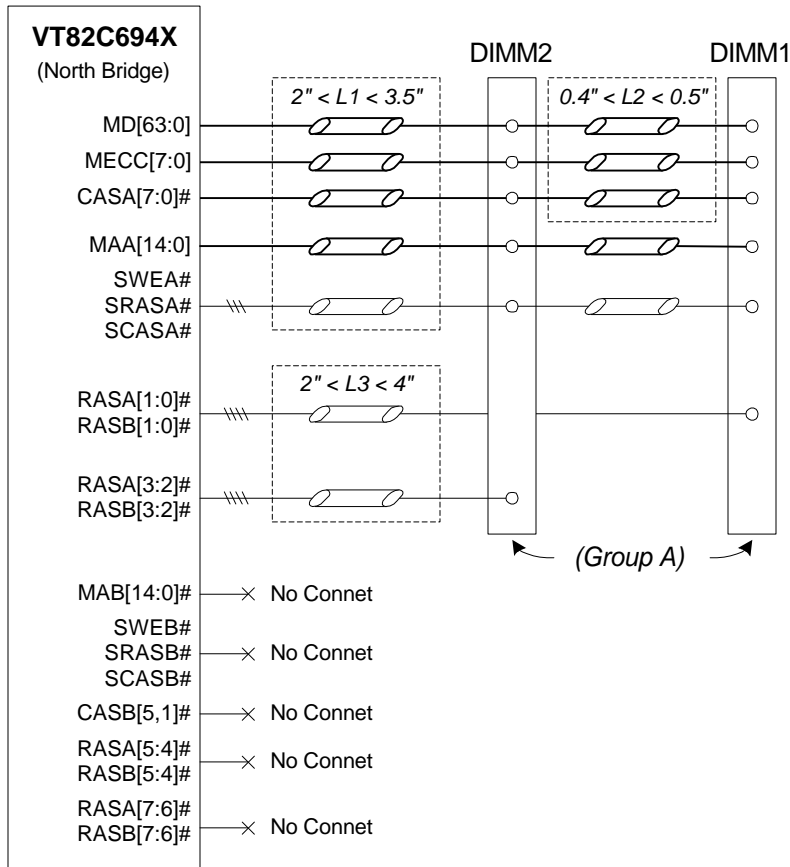 VT82C694X
(North Bridge)
DIMM2
DIMM1
2" < L1 < 3.5"
0.4" < L2 < 0.5"
MD[63:0]
MECC[7:0]
CASA[7:0]#
MAA[14:0]
SWEA#
SRASA#
SCASA#
2" < L3 < 4"
RASA[1:0]#
RASB[1:0]#
RASA[3:2]#
RASB[3:2]#
(Group A)
MAB[14:0]# No Connet
SWEB#
SRASB# No Connet
SCASB#
CASB[5,1]# No Connet
RASA[5:4]#
RASB[5:4]#
No Connet
RASA[7:6]#
RASB[7:6]#
No Connet